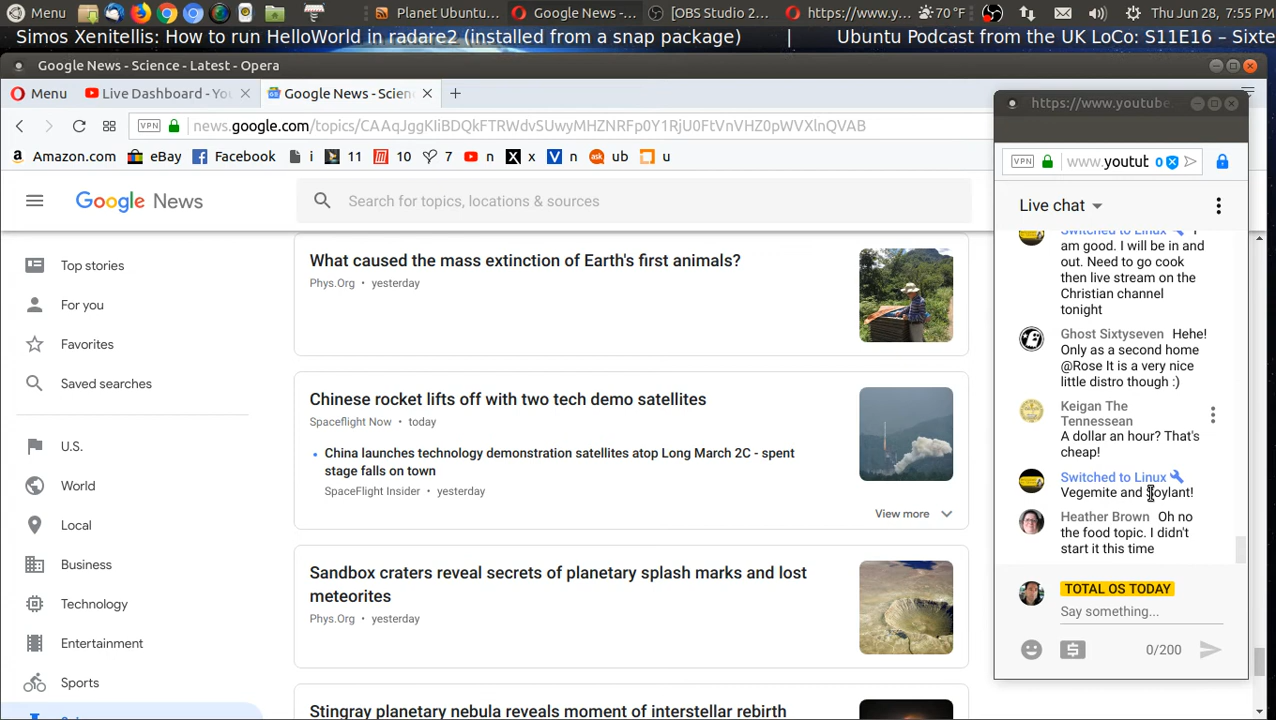 Menu
Planet Ubuntu...
Google News -...
[OBS Studio 2...
https://www.y...
70 °F
Thu Jun 28, 7:55 PM
Simos Xenitellis: How to run HelloWorld in radare2 (installed from a snap package) | Ubuntu Podcast from the UK LoCo: S11E16 – Sixte
Google News - Science - Latest - Opera
Menu
Live Dashboard - Yo
Google News - Scien
VPN
news.google.com/topics/CAAqJggKIiBDQkFTRWdvSUwyMHZNRFp0Y1RjU0FtVnVHZ0pWVXlnQVAB
Amazon.com
eBay
Facebook
i
11
10
7
n
x
n
ub
u
Google News
Search for topics, locations & sources
Top stories
For you
Favorites
Saved searches
U.S.
World
Local
Business
Technology
Entertainment
Sports
What caused the mass extinction of Earth's first animals?
Phys.Org • yesterday
Chinese rocket lifts off with two tech demo satellites
Spaceflight Now • today
China launches technology demonstration satellites atop Long March 2C - spent
stage falls on town
SpaceFlight Insider • yesterday
View more
Sandbox craters reveal secrets of planetary splash marks and lost
meteorites
Phys.Org • yesterday
Stingray planetary nebula reveals moment of interstellar rebirth
https://www.youtube.
VPN
www.youtub
0
Live chat
Switched to Linux I
am good. I will be in and
out. Need to go cook
then live stream on the
Christian channel
tonight
Ghost Sixtyseven Hehe!
Only as a second home
@Rose It is a very nice
little distro though :)
Keigan The
Tennessean
A dollar an hour? That's
cheap!
Switched to Linux
Vegemite and Soylant!
Heather Brown Oh no
the food topic. I didn't
start it this time
TOTAL OS TODAY
Say something...
0/200